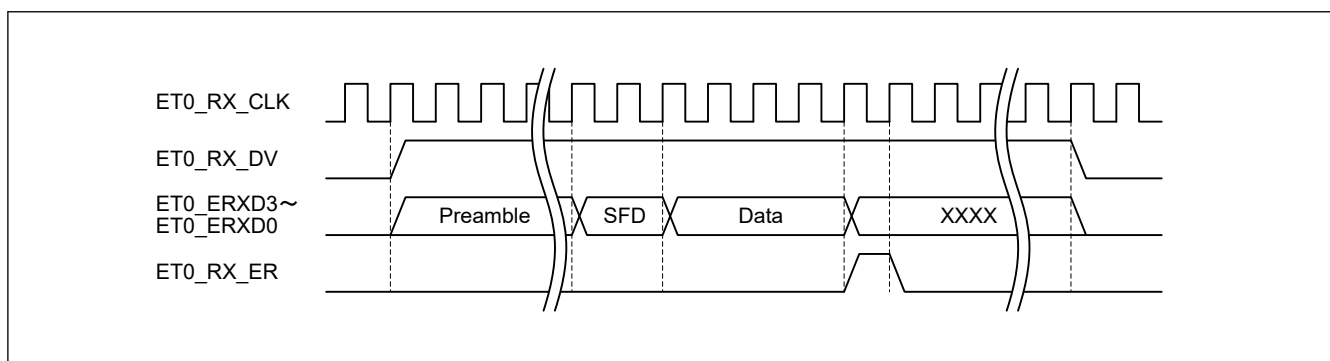 ET0_RX_CLK
ET0_RX_DV
ET0_ERXD3～
ET0_ERXD0
Preamble SFD Data XXXX
ET0_RX_ER